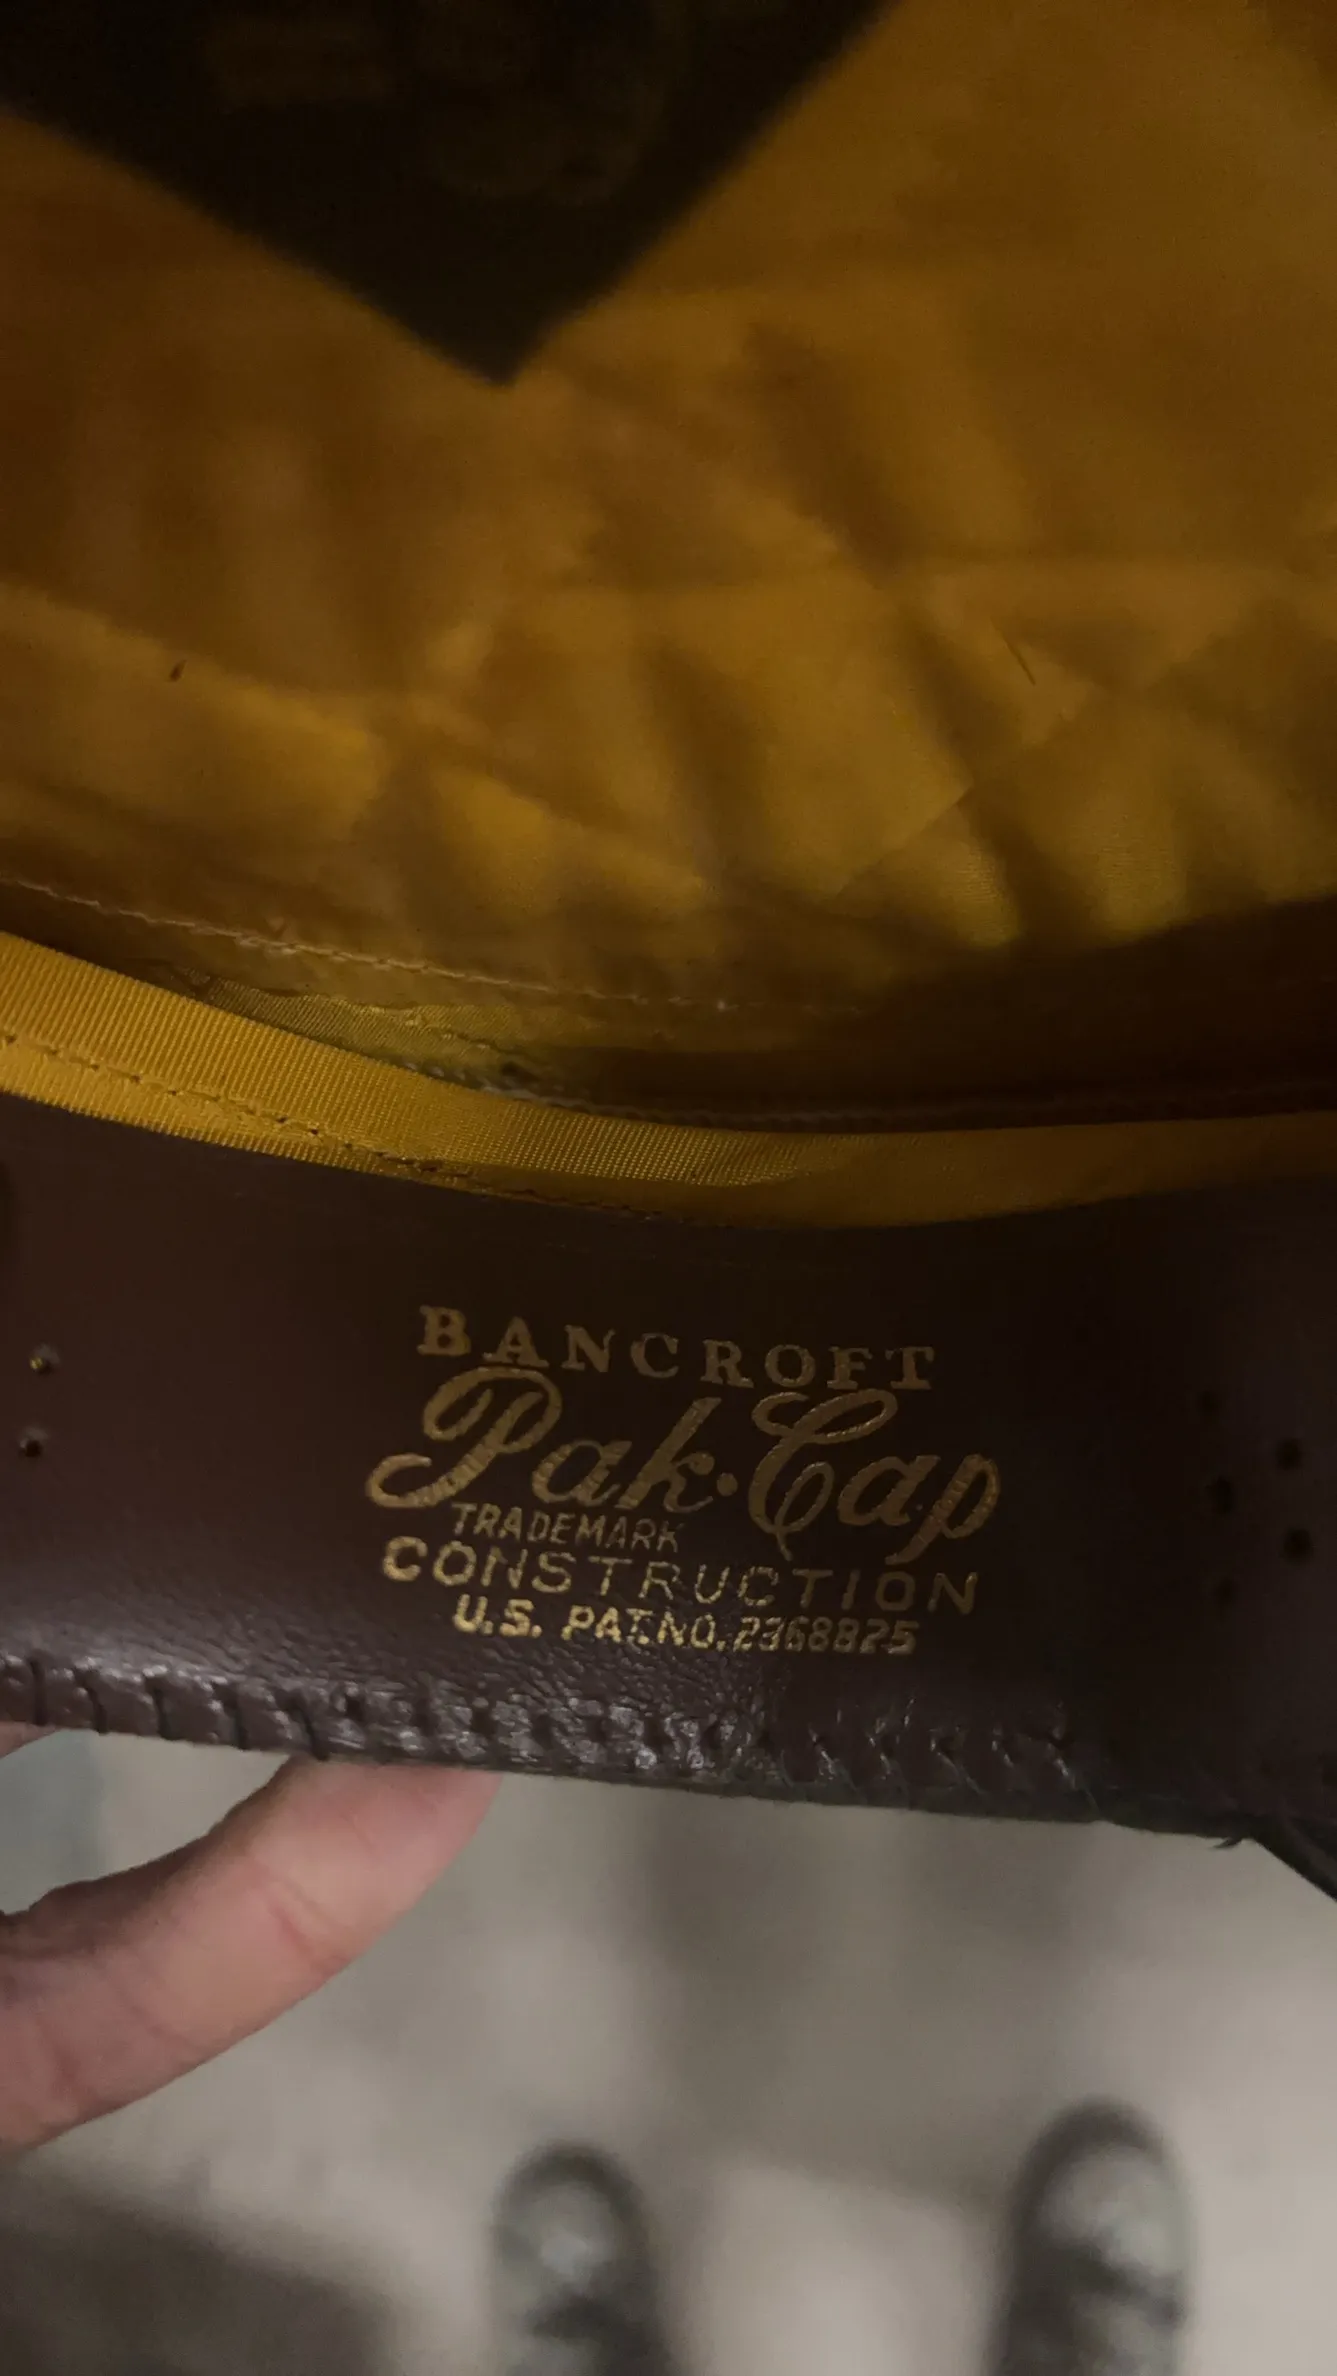 BANCROFT
Pak-Cap
TRADEMARK
CONSTRUCTION
U.S. PAT.NO.2368825